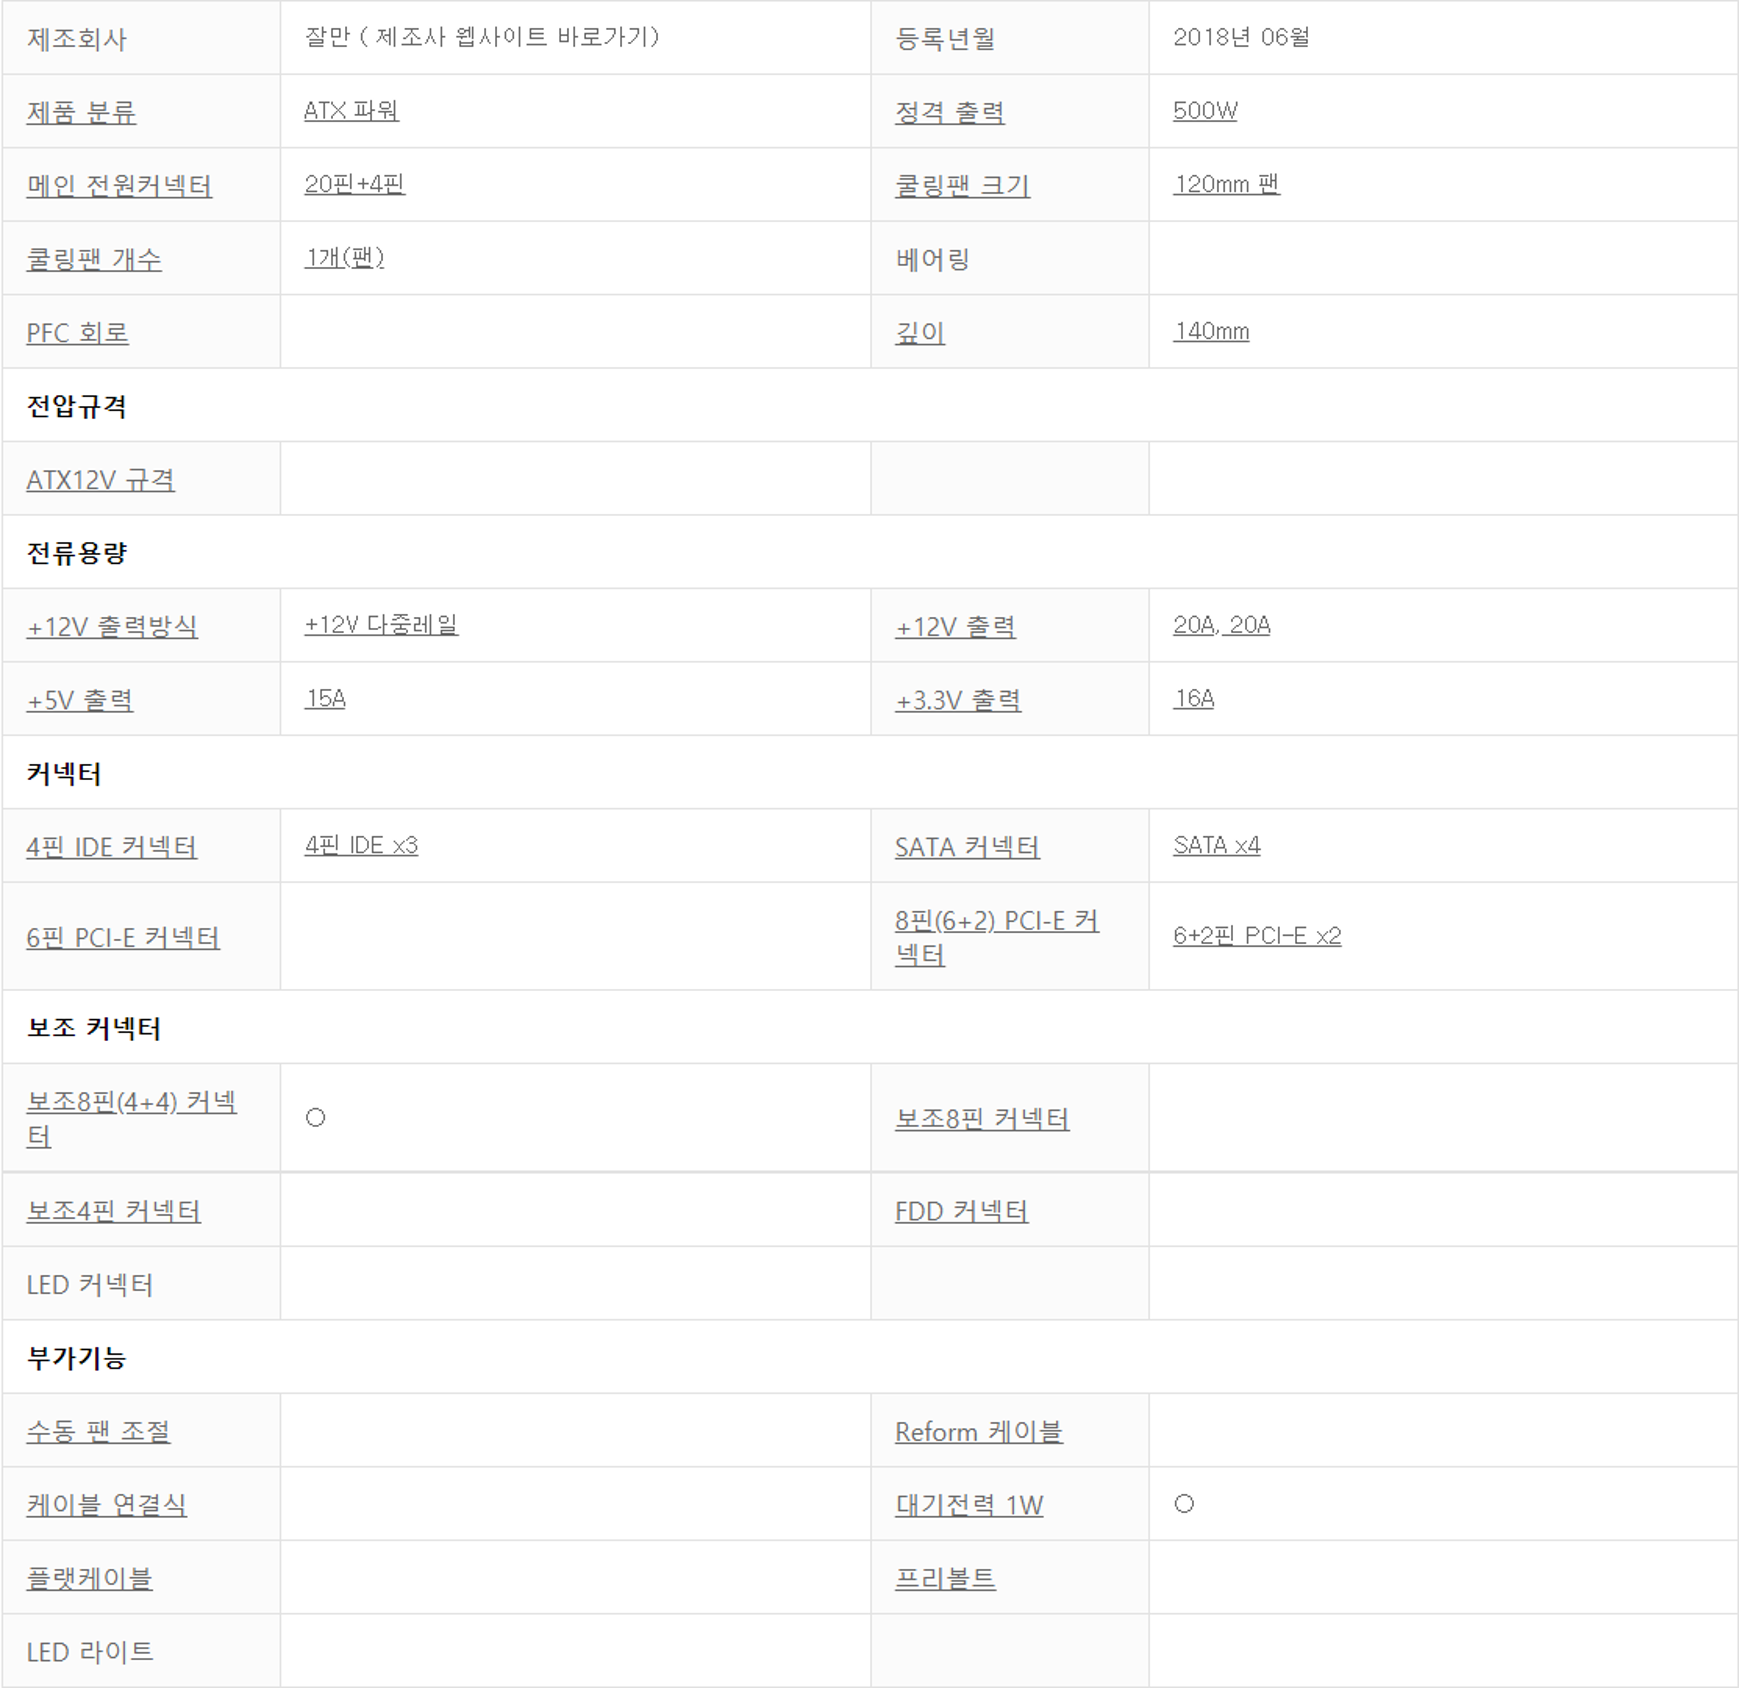 제조회사 잘만 ( 제조사 웹사이트 바로가기) 등록년월 2018년 06월
제품 분류 ATX 파워 정격 출력 500W
메인 전원커넥터 20핀+4핀 쿨링팬 크기 120mm 팬
쿨링팬 개수 1개(팬) 베어링
PFC 회로 깊이 140mm
전압규격
ATX12V 규격
전류용량
+12V 출력방식 +12V 다중레일 +12V 출력 20A, 20A
+5V 출력 15A +3.3V 출력 16A
커넥터
4핀 IDE 커넥터 4핀 IDE x3 SATA 커넥터 SATA x4
6핀 PCI-E 커넥터 8핀(6+2) PCI-E 커
넥터 6+2핀 PCI-E x2
보조 커넥터
보조8핀(4+4) 커넥
터 ○ 보조8핀 커넥터
보조4핀 커넥터 FDD 커넥터
LED 커넥터
부가기능
수동 팬 조절 Reform 케이블
케이블 연결식 대기전력 1W ○
플랫케이블 프리볼트
LED 라이트